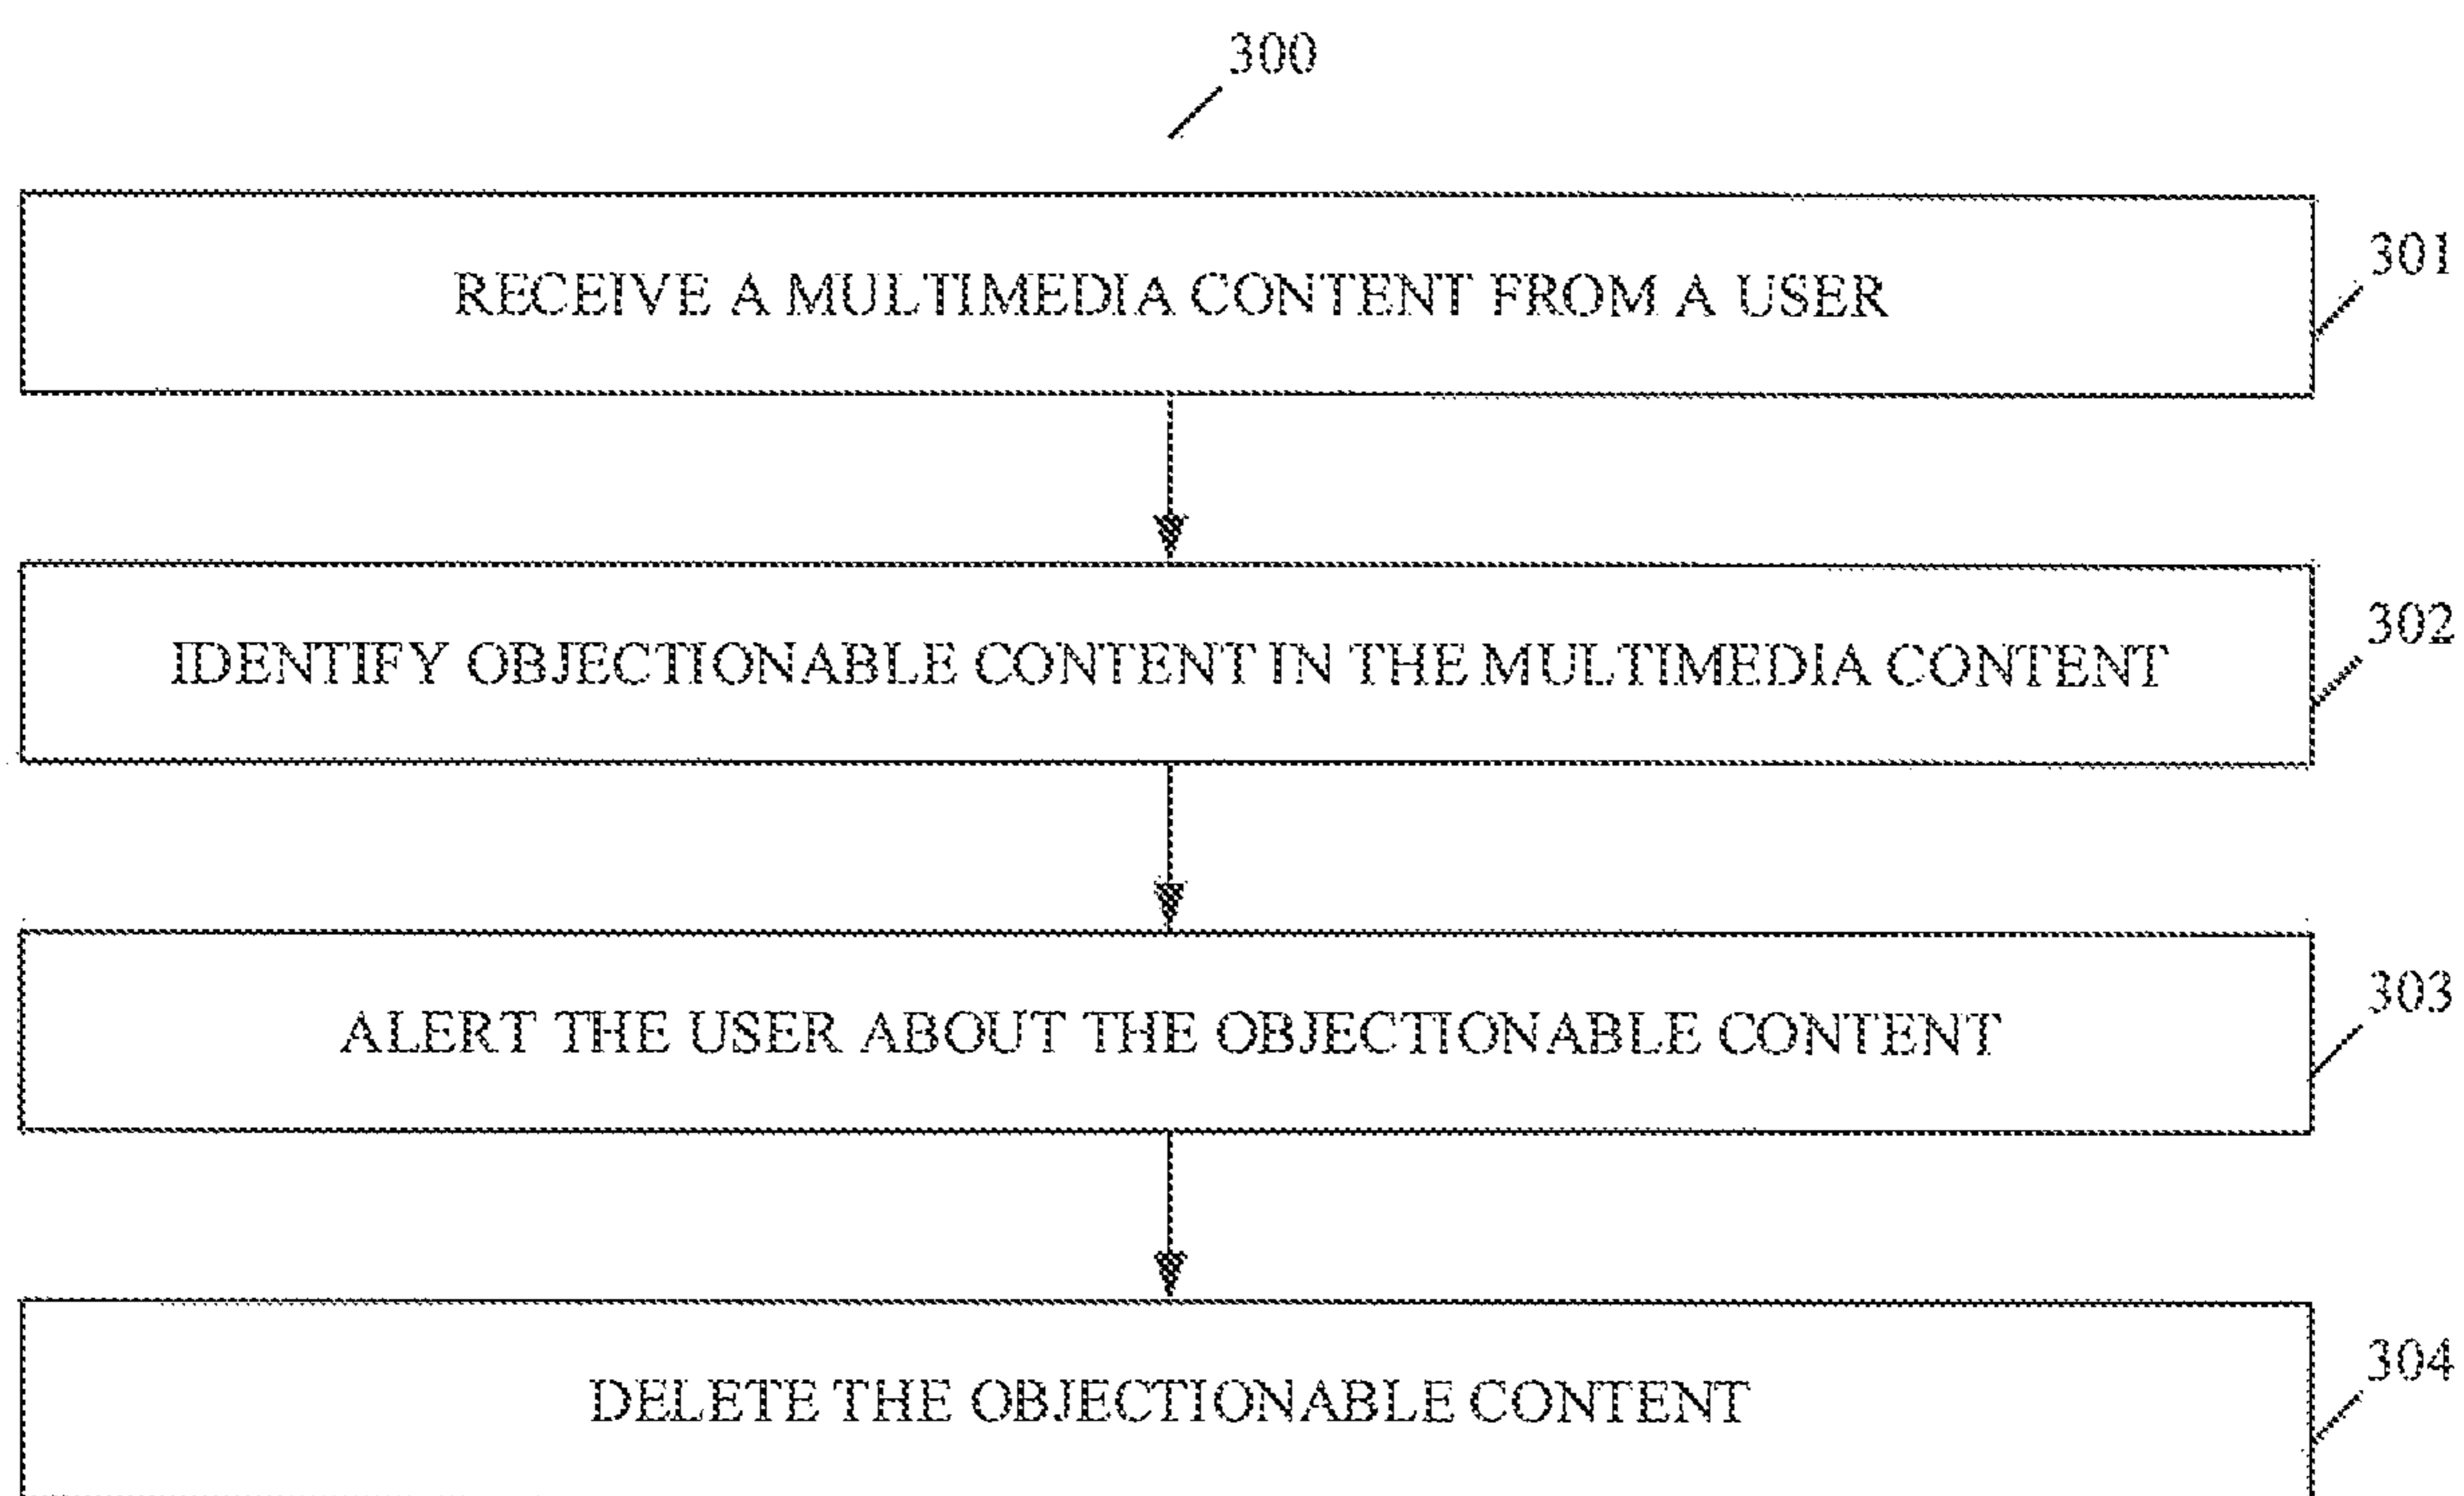 300
RECEIVE A MULTIMEDIA CONTENT FROM A USER
301
IDENTIFY OBJECTIONABLE CONTENT IN THE MULTIMEDIA CONTENT
302
ALERT THE USER ABOUT THE OBJECTIONABLE CONTENT
303
DELETE THE OBJECTIONABLE CONTENT
304